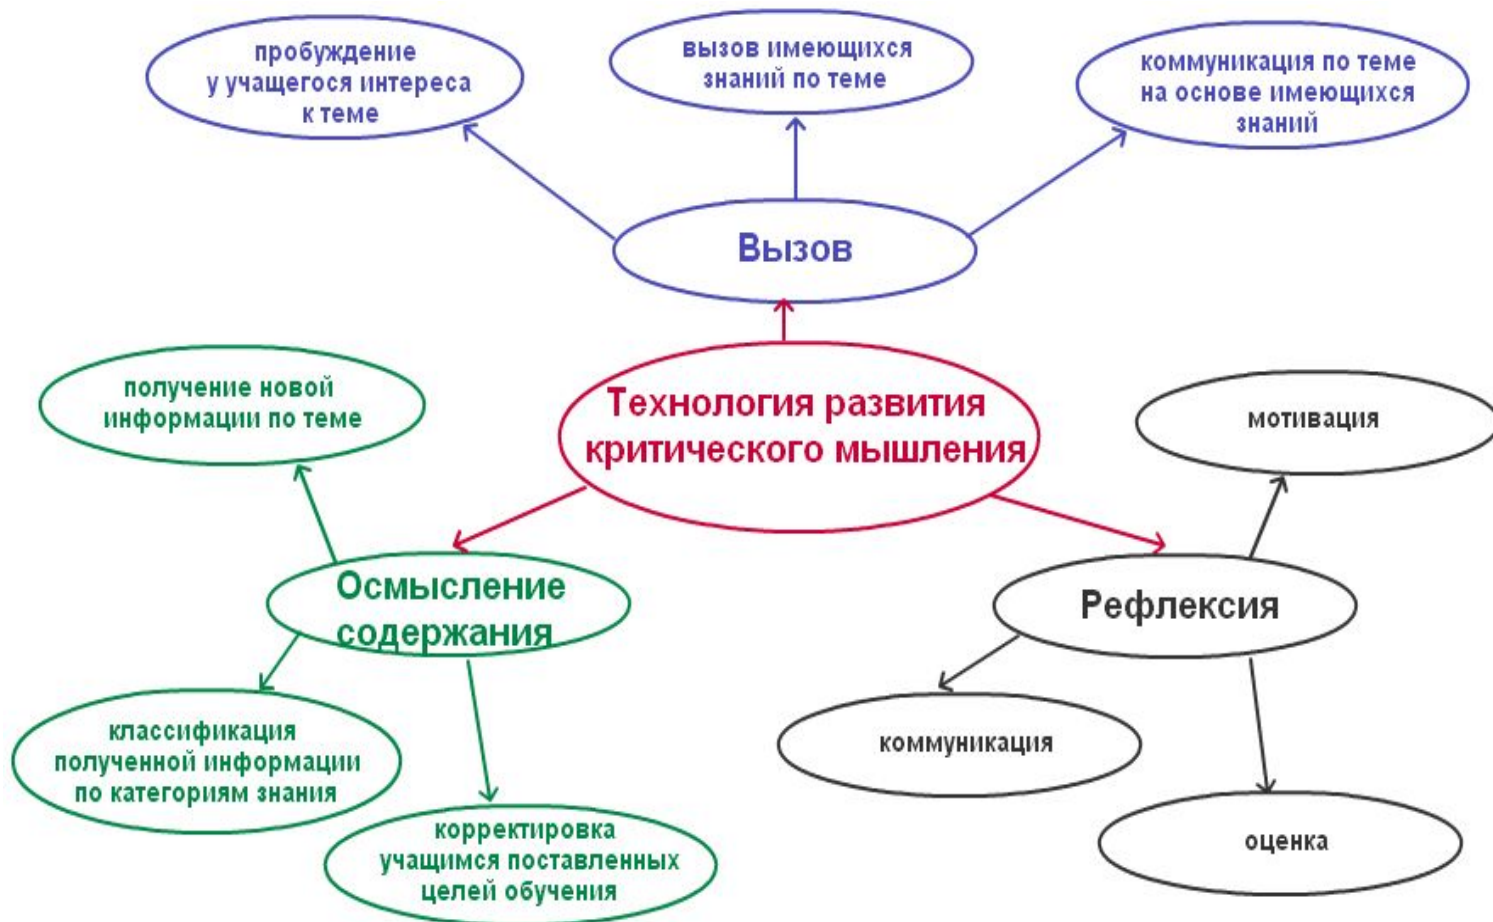 пробуждение
у учащегося интереса
к теме
вызов имеющихся
знаний по теме
коммуникация по теме
на основе имеющихся
знаний
Вызов
Технология развития
критического мышления
получение новой
информации по теме
мотивация
Осмысление
содержания
Рефлексия
классификация
полученной информации
по категориям знания
коммуникация
корректировка
учащимся поставленных
целей обучения
оценка